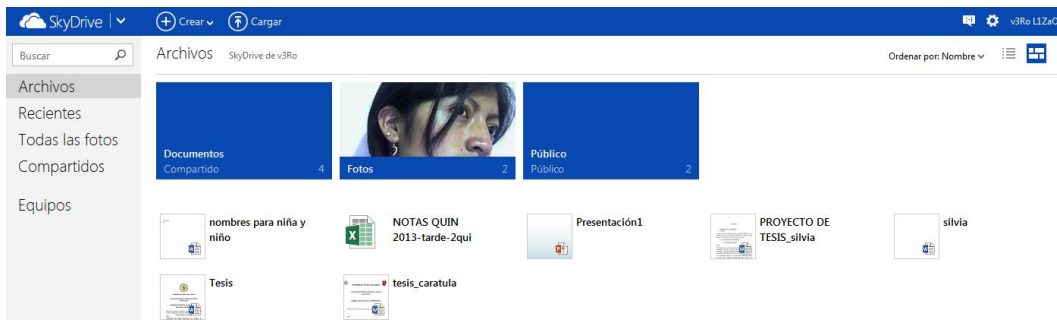 SkyDrive
Crear
Cargar
v3Ro L1ZaO
Buscar
Archivos
SkyDrive de v3Ro
Ordenar por: Nombre
Archivos
Recientes
Todas las fotos
Compartidos
Equipos
Documentos
Compartido 4
Fotos 2
Público
Público 2
nombres para niña y
niño
NOTAS QUIN
2013-tarde-2qui
Presentación1
PROYECTO DE
TESIS_silvia
silvia
Tesis
tesis_caratula